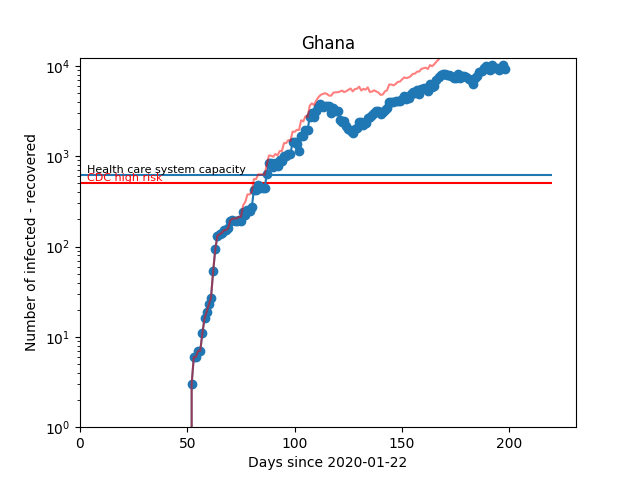 Ghana
10⁴
10³
10²
10¹
10⁰
Number of infected - recovered
Health care system capacity
CDC high risk
0 50 100 150 200
Days since 2020-01-22